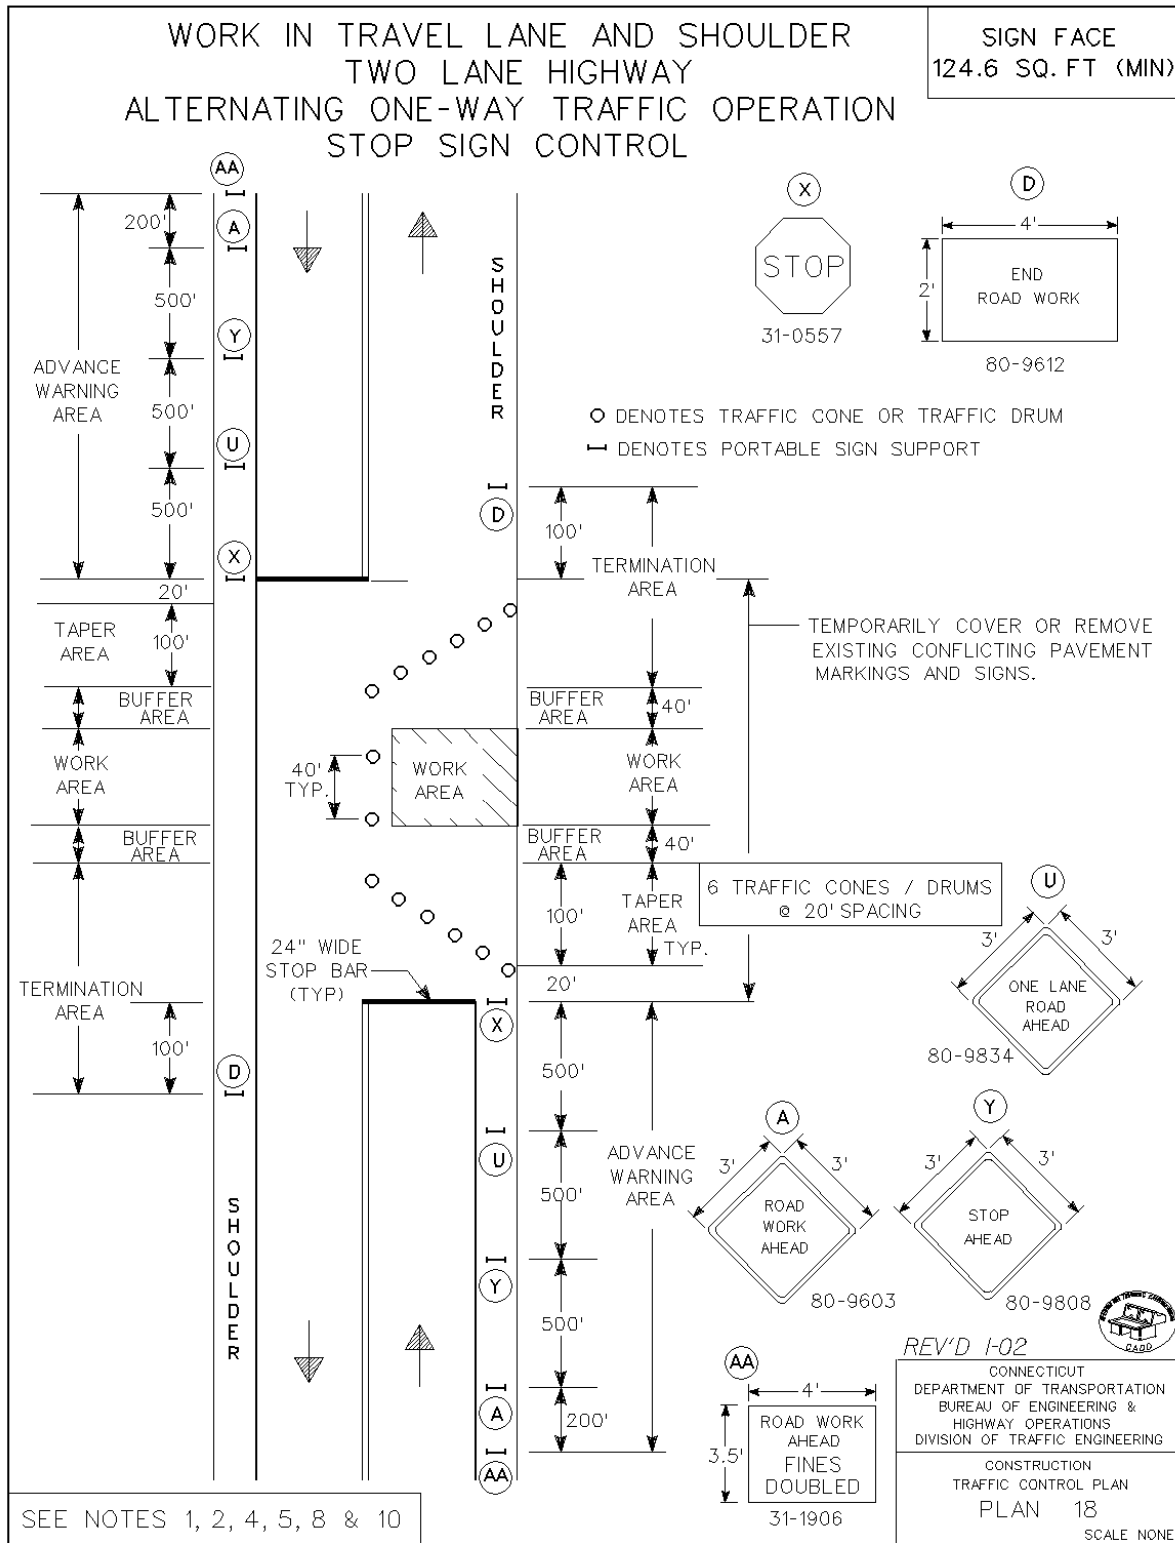 WORK IN TRAVEL LANE AND SHOULDER
TWO LANE HIGHWAY
ALTERNATING ONE-WAY TRAFFIC OPERATION
STOP SIGN CONTROL
SIGN FACE
124.6 SQ. FT (MIN)
AA
200'
A
500'
Y
ADVANCE
WARNING
AREA
500'
U
500'
X
20'
TAPER
AREA
100'
BUFFER
AREA
WORK
AREA
BUFFER
AREA
TERMINATION
AREA
100'
D
SHOULDER
SHOULDER
D
100'
TERMINATION
AREA
BUFFER
AREA
40'
40'
TYP.
WORK
AREA
WORK
AREA
BUFFER
AREA
40'
100'
TAPER
AREA
TYP.
24" WIDE
STOP BAR
(TYP)
20'
X
500'
U
500'
ADVANCE
WARNING
AREA
Y
500'
A
200'
AA
X
STOP
31-0557
D
4'
2'
END
ROAD WORK
80-9612
DENOTES TRAFFIC CONE OR TRAFFIC DRUM
DENOTES PORTABLE SIGN SUPPORT
TEMPORARILY COVER OR REMOVE
EXISTING CONFLICTING PAVEMENT
MARKINGS AND SIGNS.
6 TRAFFIC CONES / DRUMS
@ 20' SPACING
U
3'
3'
ONE LANE
ROAD
AHEAD
80-9834
A
3'
3'
ROAD
WORK
AHEAD
80-9603
Y
3'
3'
STOP
AHEAD
80-9808
AA
4'
3.5'
ROAD WORK
AHEAD
FINES
DOUBLED
31-1906
CADD
REV'D 1-02
CONNECTICUT
DEPARTMENT OF TRANSPORTATION
BUREAU OF ENGINEERING &
HIGHWAY OPERATIONS
DIVISION OF TRAFFIC ENGINEERING
CONSTRUCTION
TRAFFIC CONTROL PLAN
PLAN 18
SCALE NONE
SEE NOTES 1, 2, 4, 5, 8 & 10